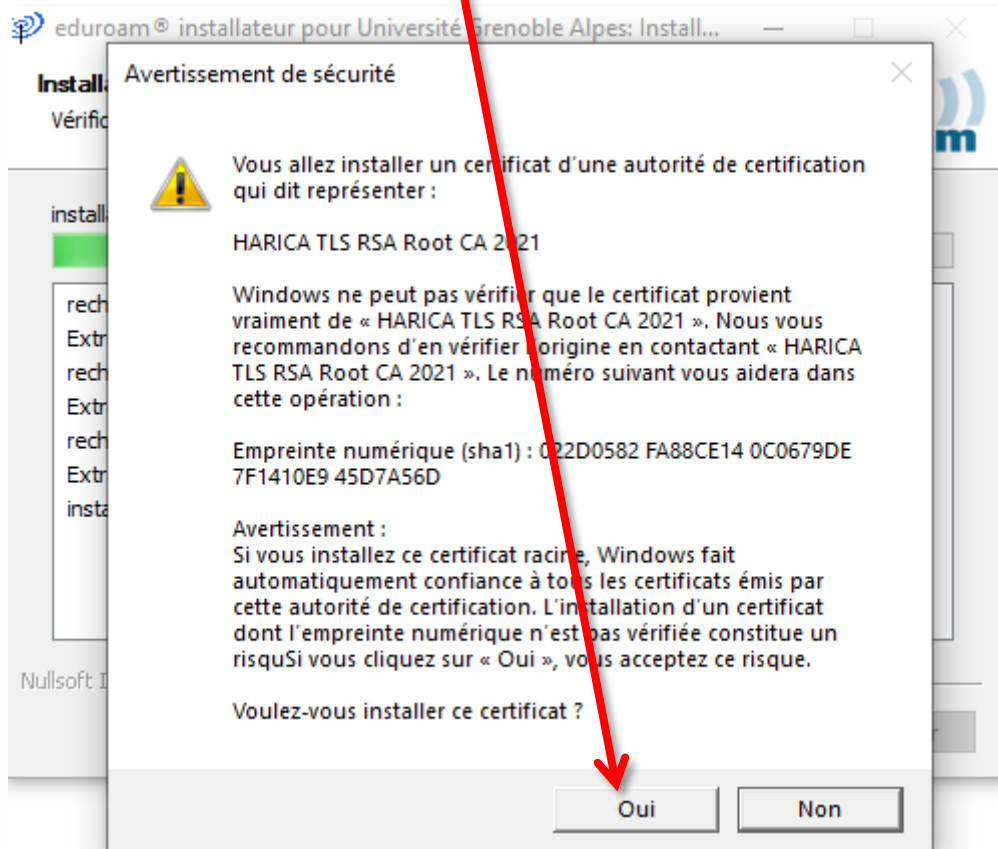 eduroam® installateur pour Université Grenoble Alpes: Install...
Avertissement de sécurité
Vous allez installer un certificat d'une autorité de certification
qui dit représenter :
HARICA TLS RSA Root CA 2021
Windows ne peut pas vérifier que le certificat provient
vraiment de « HARICA TLS RSA Root CA 2021 ». Nous vous
recommandons d'en vérifier l'origine en contactant « HARICA
TLS RSA Root CA 2021 ». Le numéro suivant vous aidera dans
cette opération :
Empreinte numérique (sha1) : 022D0582 FA88CE14 0C0679DE
7F1410E9 45D7A56D
Avertissement :
Si vous installez ce certificat racine, Windows fait
automatiquement confiance à tous les certificats émis par
cette autorité de certification. L'installation d'un certificat
dont l'empreinte numérique n'est pas vérifiée constitue un
risquSi vous cliquez sur « Oui », vous acceptez ce risque.
Voulez-vous installer ce certificat ?
Oui
Non
Nullsoft